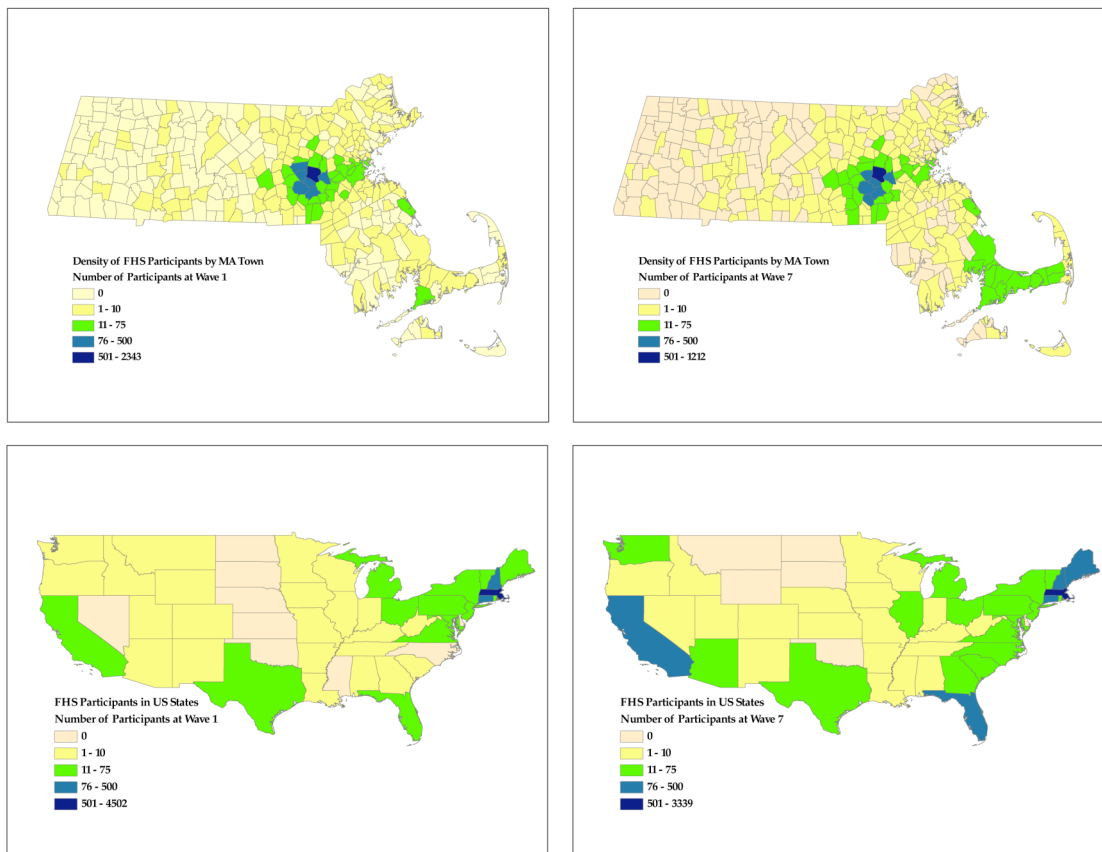 Density of FHS Participants by MA Town
Number of Participants at Wave 1
0
1 - 10
11 - 75
76 - 500
501 - 2343
Density of FHS Participants by MA Town
Number of Participants at Wave 7
0
1 - 10
11 - 75
76 - 500
501 - 1212
FHS Participants in US States
Number of Participants at Wave 1
0
1 - 10
11 - 75
76 - 500
501 - 4502
FHS Participants in US States
Number of Participants at Wave 7
0
1 - 10
11 - 75
76 - 500
501 - 3339